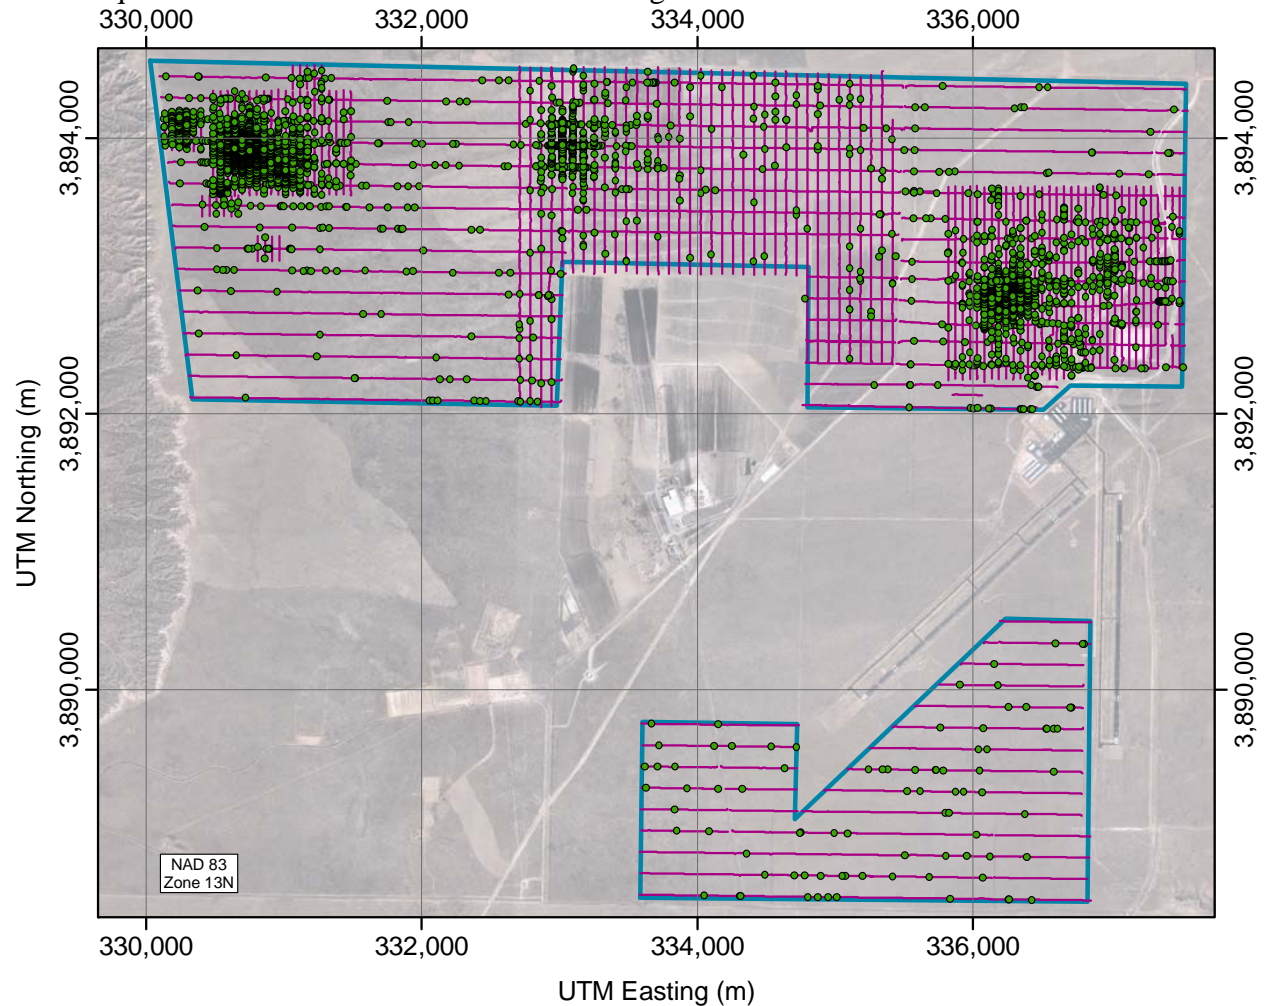 330,000 332,000 334,000 336,000
3,894,000 3,894,000
3,892,000 3,892,000
UTM Northing (m)
3,890,000 3,890,000
NAD 83
Zone 13N
330,000 332,000 334,000 336,000
UTM Easting (m)